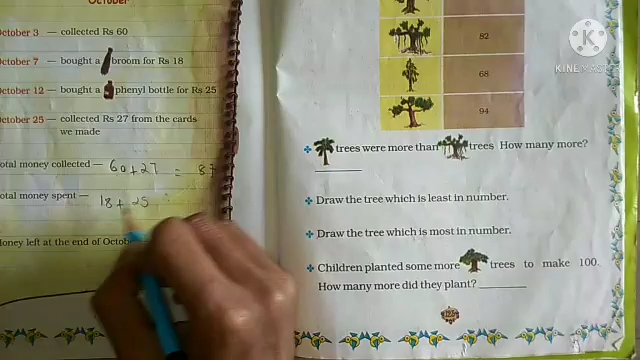 October
October 3 — collected Rs 60
October 7 — bought a broom for Rs 18
October 12 — bought a phenyl bottle for Rs 25
October 25 — collected Rs 27 from the cards
we made
otal money collected — 60+27 = 87
otal money spent — 18+25
Money left at the end of Octob
82
68
94
trees were more than trees How many more?
Draw the tree which is least in number.
Draw the tree which is most in number.
Children planted some more trees to make 100.
How many more did they plant?
KINEMAS